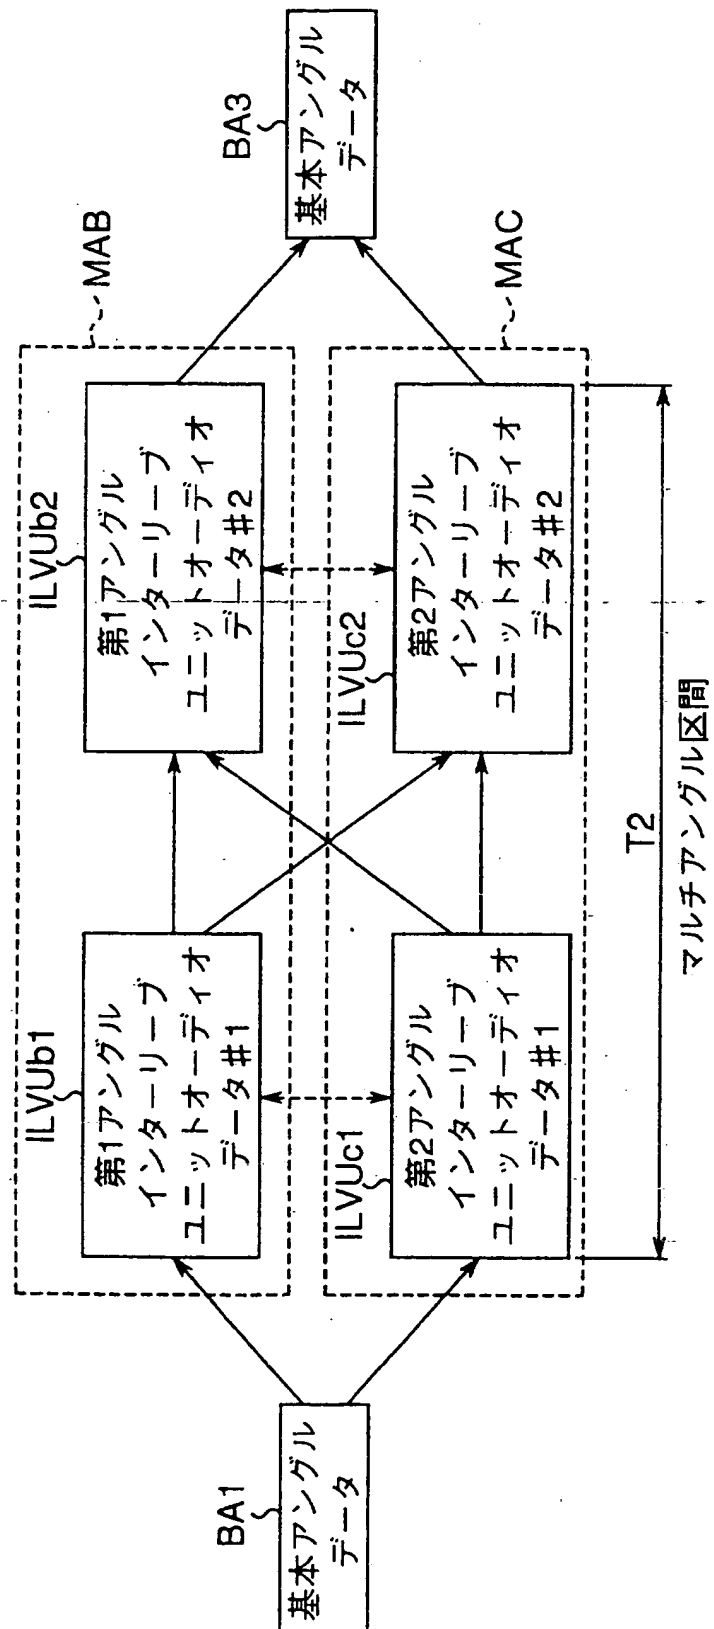 BA1
基本アングル
データ
MAB
ILVUb1
第1アングル
インターリーブ
ユニットオーディオ
データ#1
ILVUb2
第1アングル
インターリーブ
ユニットオーディオ
データ#2
MAC
ILVUc1
第2アングル
インターリーブ
ユニットオーディオ
データ#1
ILVUc2
第2アングル
インターリーブ
ユニットオーディオ
データ#2
BA3
基本アングル
データ
T2
マルチアングル区間